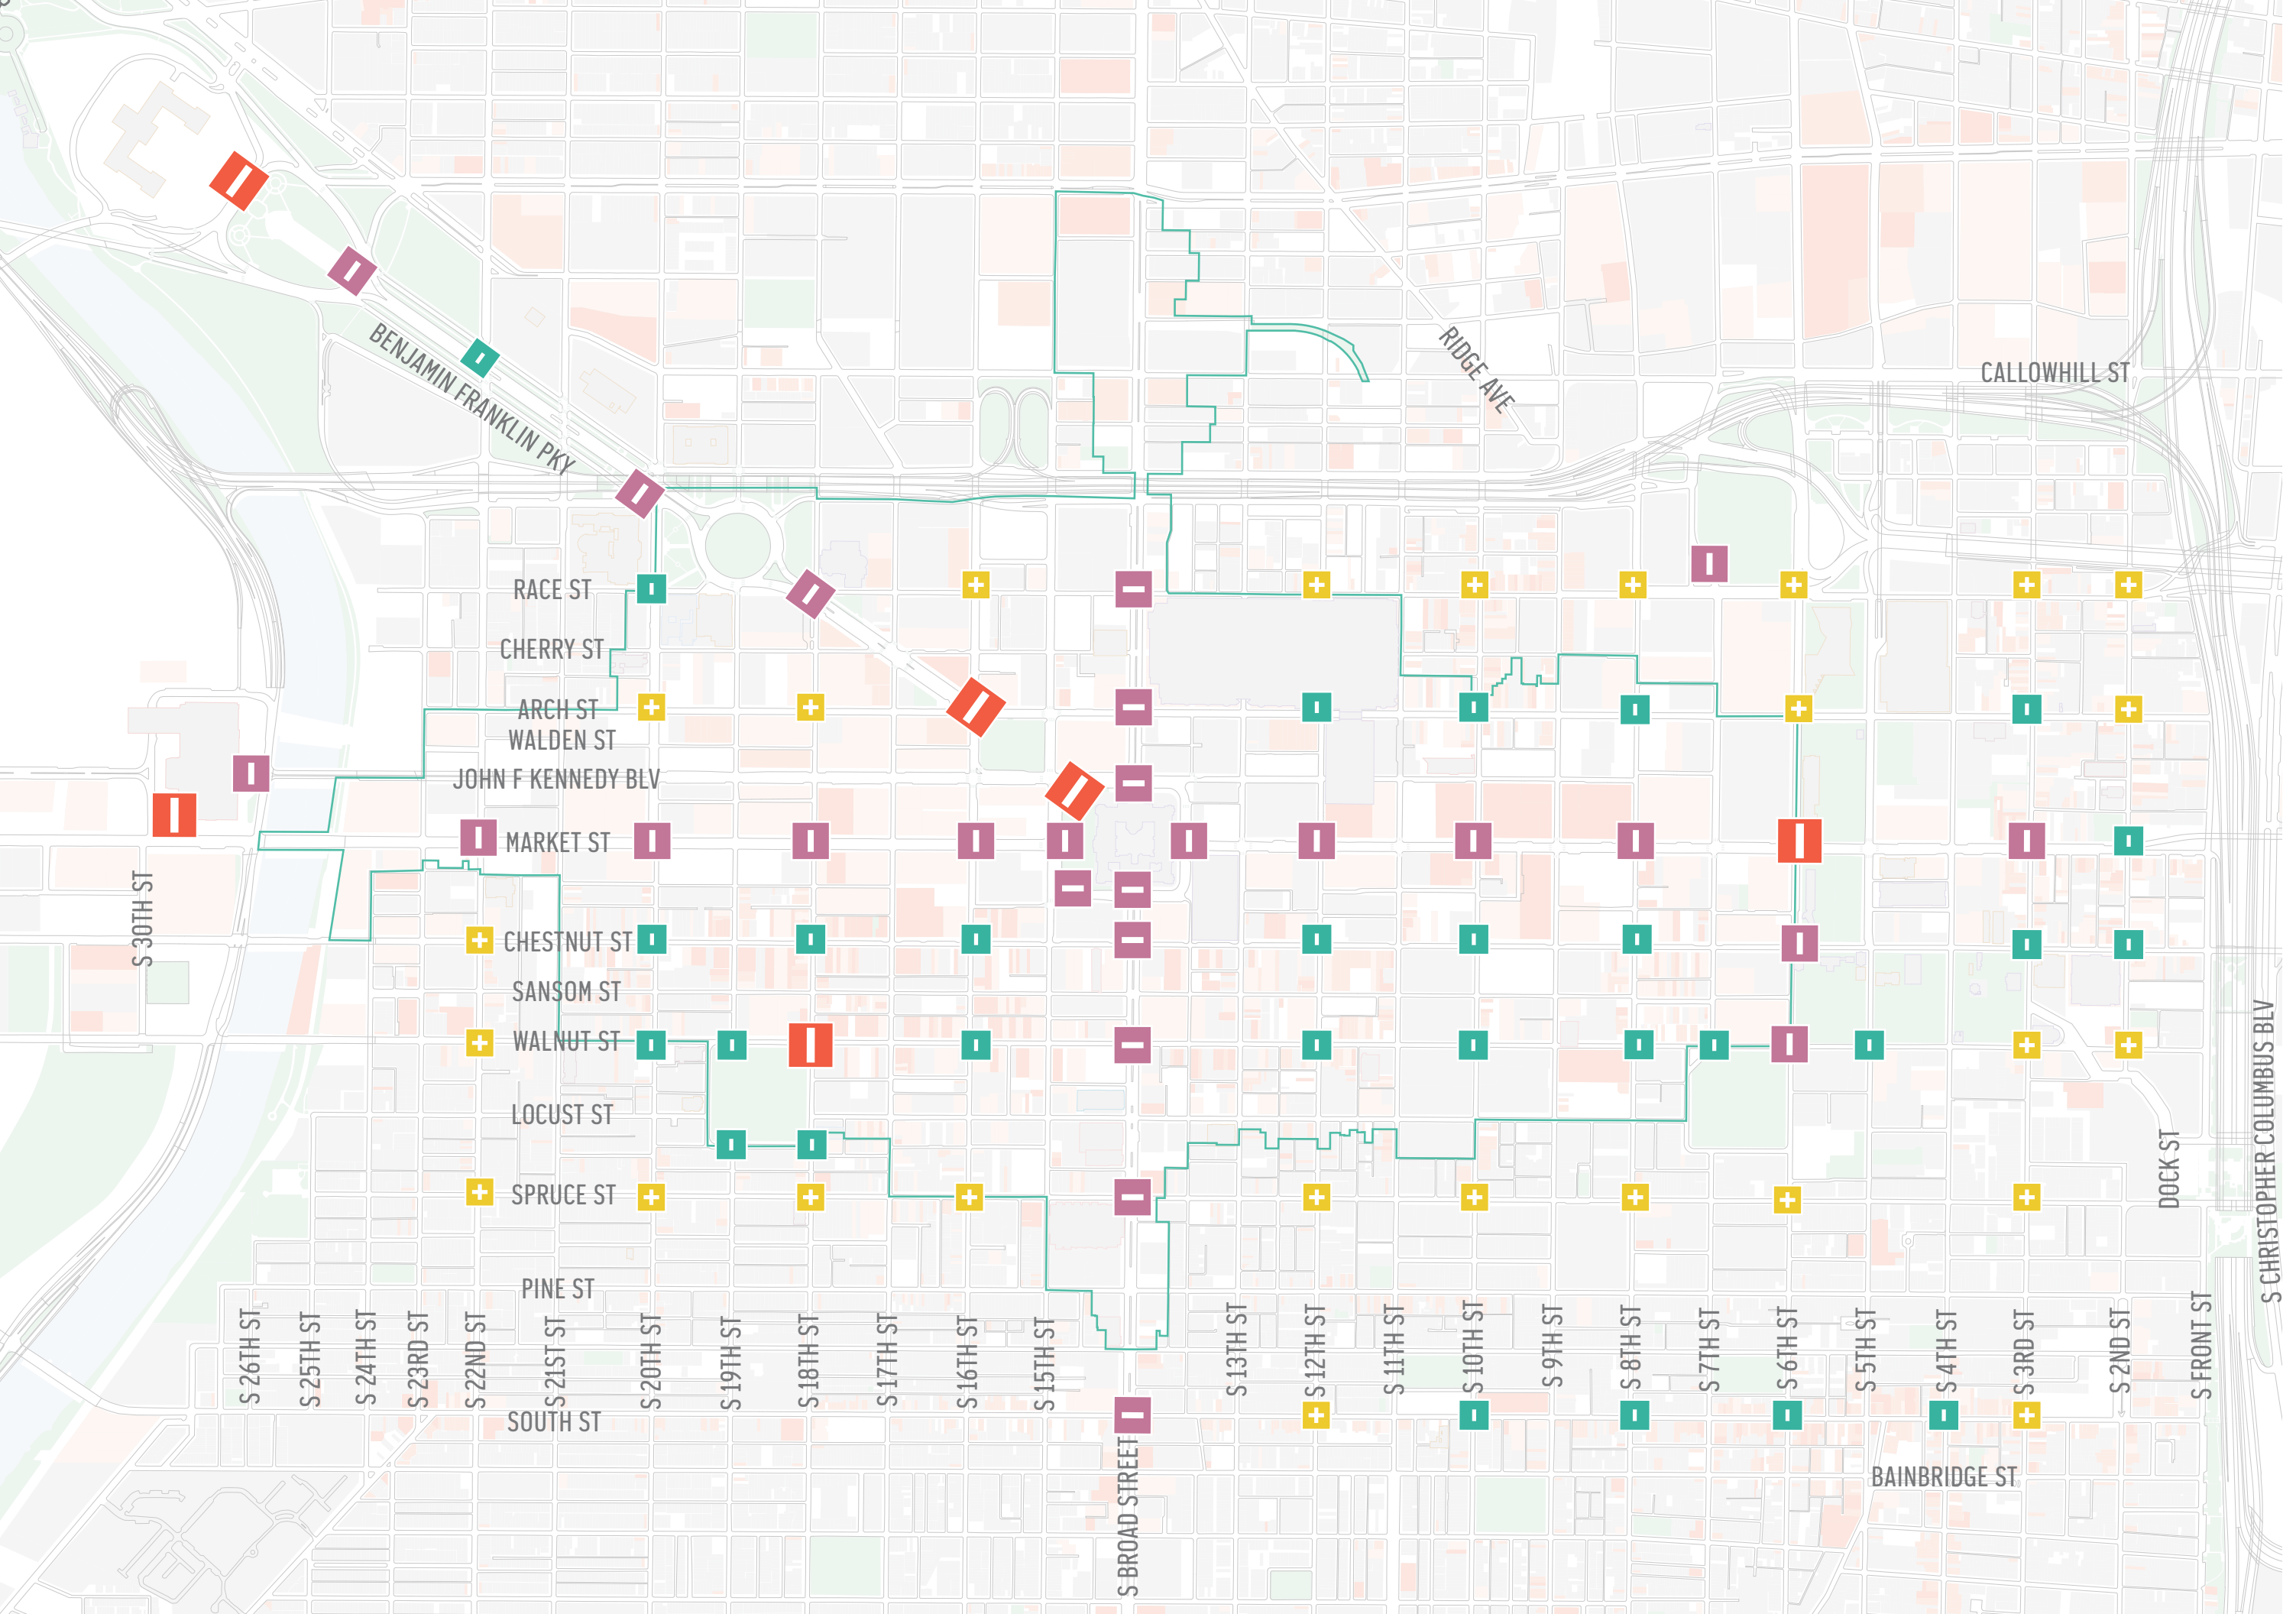 RIDGE AVE
CALLOWHILL ST
BENJAMIN FRANKLIN PKY
RACE ST
CHERRY ST
ARCH ST
WALDEN ST
JOHN F KENNEDY BLV
MARKET ST
S 30TH ST
CHESTNUT ST
SANSOM ST
WALNUT ST
LOCUST ST
SPRUCE ST
DOCK ST
S CHRISTOPHER COLUMBUS BLV
PINE ST
S 26TH ST
S 25TH ST
S 24TH ST
S 23RD ST
S 22ND ST
S 21ST ST
S 20TH ST
S 19TH ST
S 18TH ST
S 17TH ST
S 16TH ST
S 15TH ST
S 13TH ST
S 12TH ST
S 11TH ST
S 10TH ST
S 9TH ST
S 8TH ST
S 7TH ST
S 6TH ST
S 5TH ST
S 4TH ST
S 3RD ST
S 2ND ST
S FRONT ST
SOUTH ST
S BROAD STREET
BAINBRIDGE ST